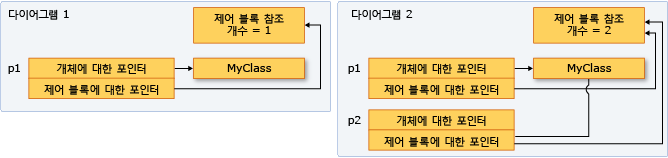 다이어그램 1
제어 블록 참조
개수 = 1
p1
개체에 대한 포인터
MyClass
제어 블록에 대한 포인터
다이어그램 2
제어 블록 참조
개수 = 2
p1
개체에 대한 포인터
MyClass
제어 블록에 대한 포인터
p2
개체에 대한 포인터
제어 블록에 대한 포인터